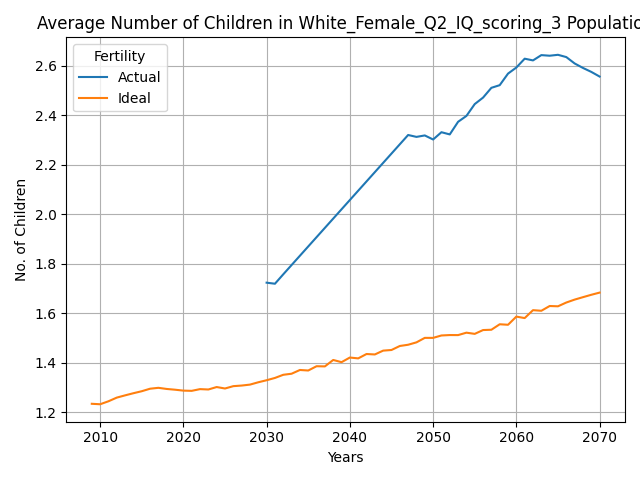 Average Number of Children in White_Female_Q2_IQ_scoring_3 Populatio
Fertility
Actual
Ideal
No. of Children
2.6
2.4
2.2
2.0
1.8
1.6
1.4
1.2
2010 2020 2030 2040 2050 2060 2070
Years